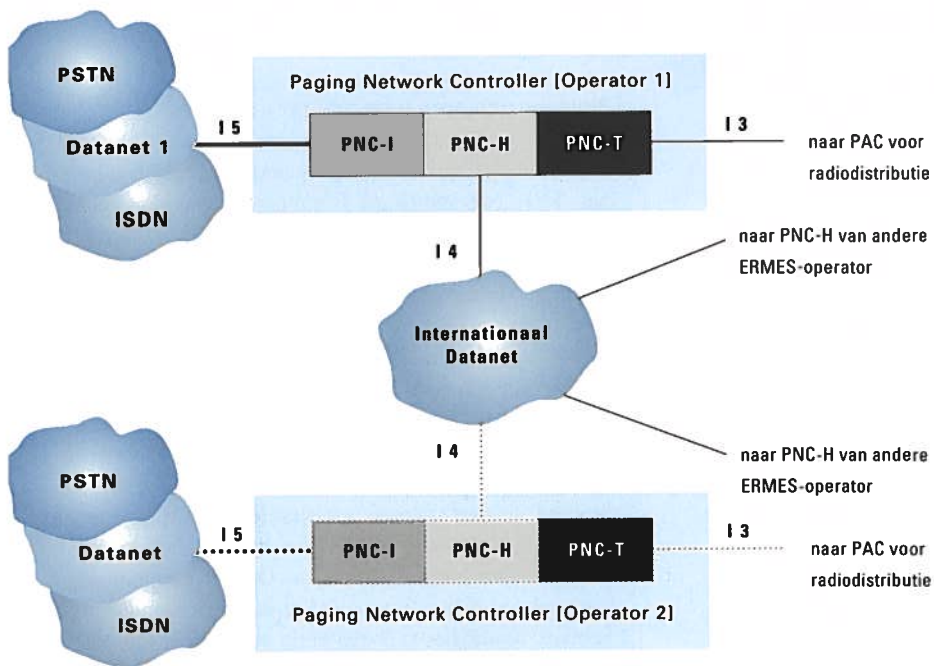 PSTN
Datanet 1
ISDN
I 5
Paging Network Controller [Operator 1]
PNC-I
PNC-H
PNC-T
I 3
naar PAC voor
radiodistributie
I 4
naar PNC-H van andere
ERMES-operator
Internationaal
Datanet
naar PNC-H van andere
ERMES-operator
I 4
PSTN
Datanet
ISDN
I 5
PNC-I
PNC-H
PNC-T
I 3
naar PAC voor
radiodistributie
Paging Network Controller [Operator 2]